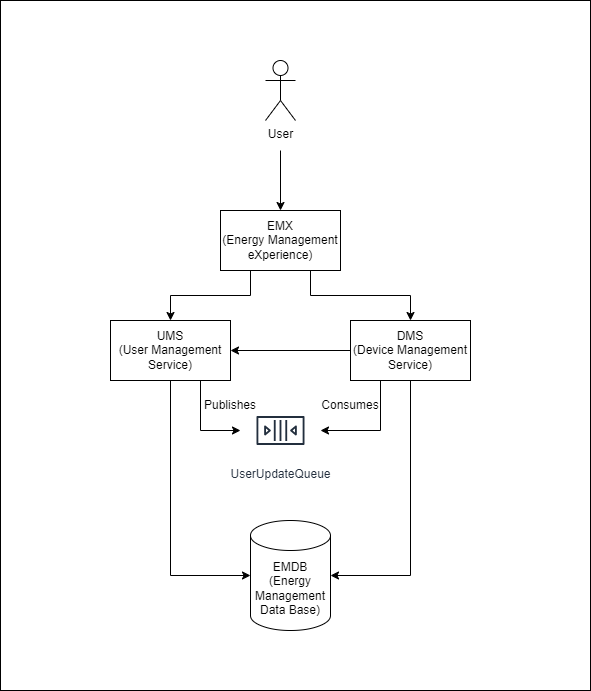 User
EMX
(Energy Management
eXperience)
UMS
(User Management
Service)
DMS
(Device Management
Service)
Publishes
Consumes
UserUpdateQueue
EMDB
(Energy
Management
Data Base)